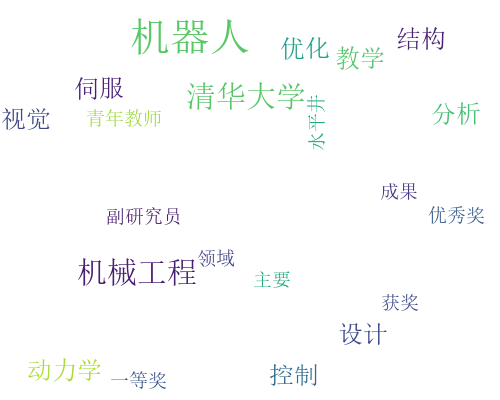 机器人
优化
结构
教学
伺服
清华大学
视觉
青年教师
水平井
分析
成果
副研究员
优秀奖
领域
机械工程
主要
获奖
设计
动力学
一等奖
控制